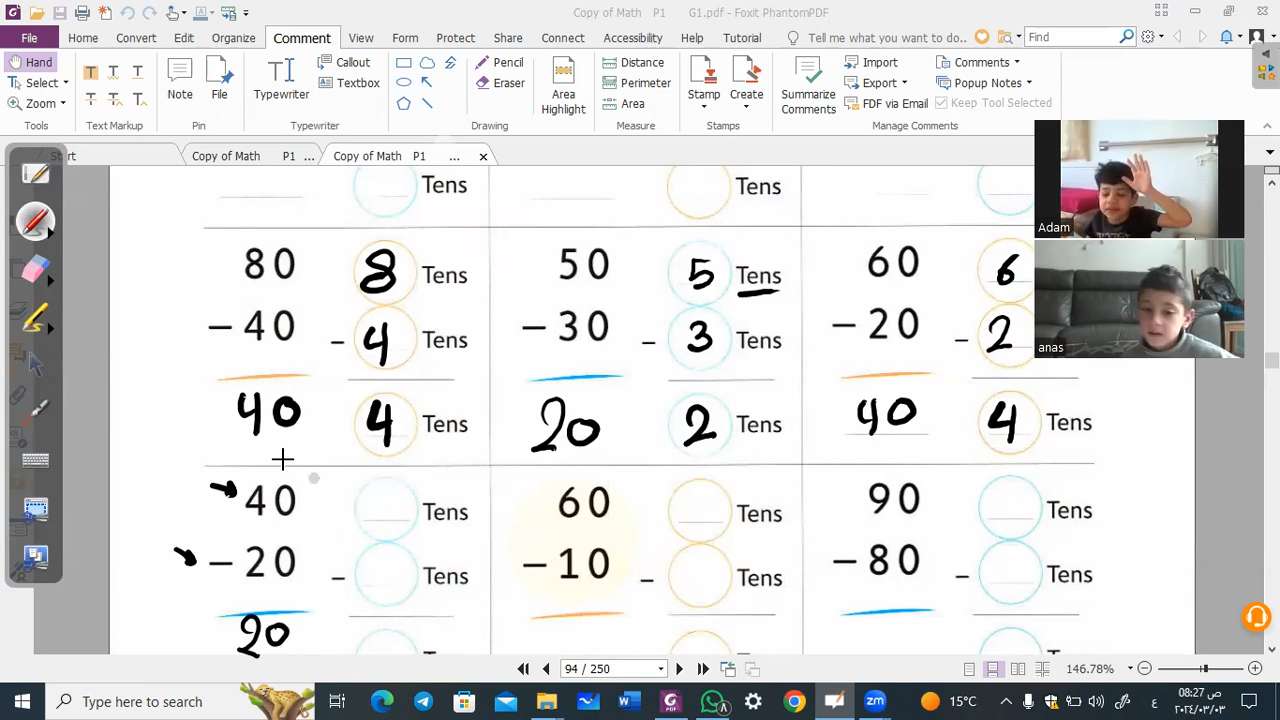 Copy of Math P1 G1.pdf - Foxit PhantomPDF
File Home Convert Edit Organize Comment View Form Protect Share Connect Accessibility Help Tutorial Tell me what you want to do.. Find
Hand Select Zoom
Tools
Text Markup
Note File
Pin
Typewriter Callout Textbox
Typewriter
Pencil Eraser Area Highlight
Drawing
Distance Perimeter Area
Measure
Stamp Create
Stamps
Summarize Comments Import Export FDF via Email Comments Popup Notes Keep Tool Selected
Manage Comments
Start Copy of Math P1 ... Copy of Math P1 ...
Adam
anas
Tens Tens
80 8 Tens 50 5 Tens 60 6
- 40 - 4 Tens - 30 - 3 Tens - 20 - 2
40 4 Tens 20 2 Tens 40 4 Tens
40 Tens 60 Tens 90 Tens
- 20 - Tens - 10 - Tens - 80 - Tens
20
94 / 250 146.78%
Type here to search
15°C
08:27 ص
٢٠٢٤/٠٣/٠٣
ع